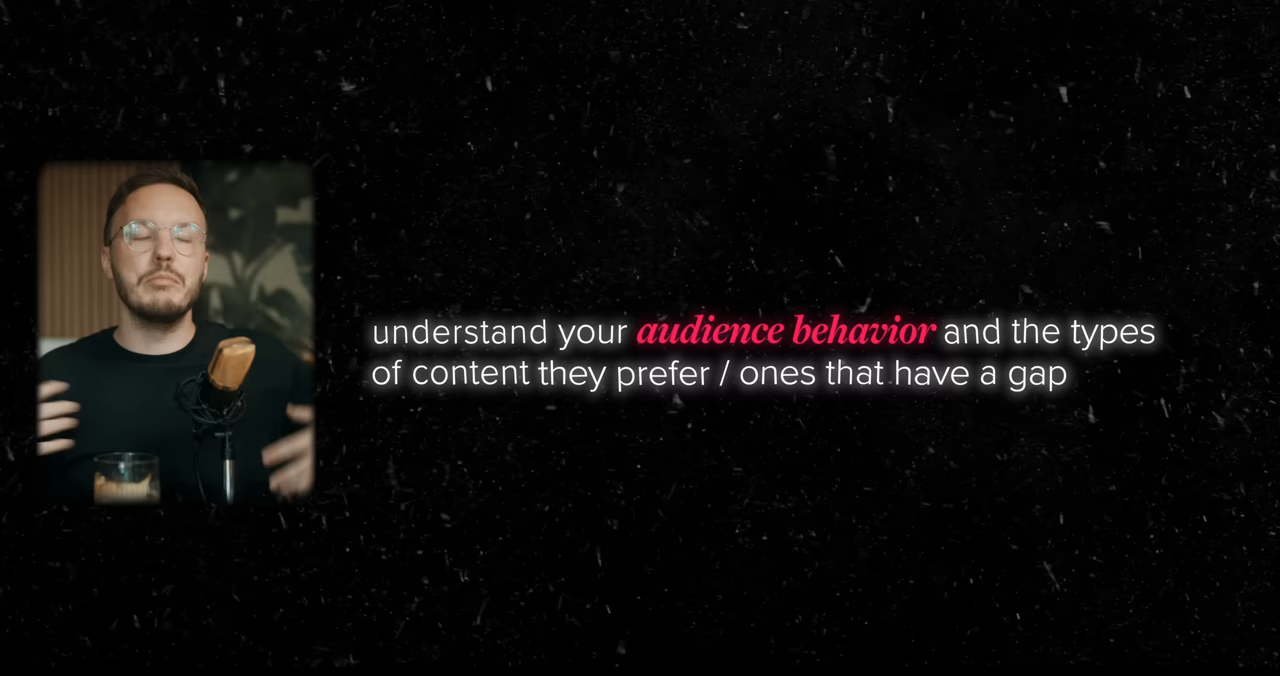 understand your audience behavior and the types
of content they prefer / ones that have a gap